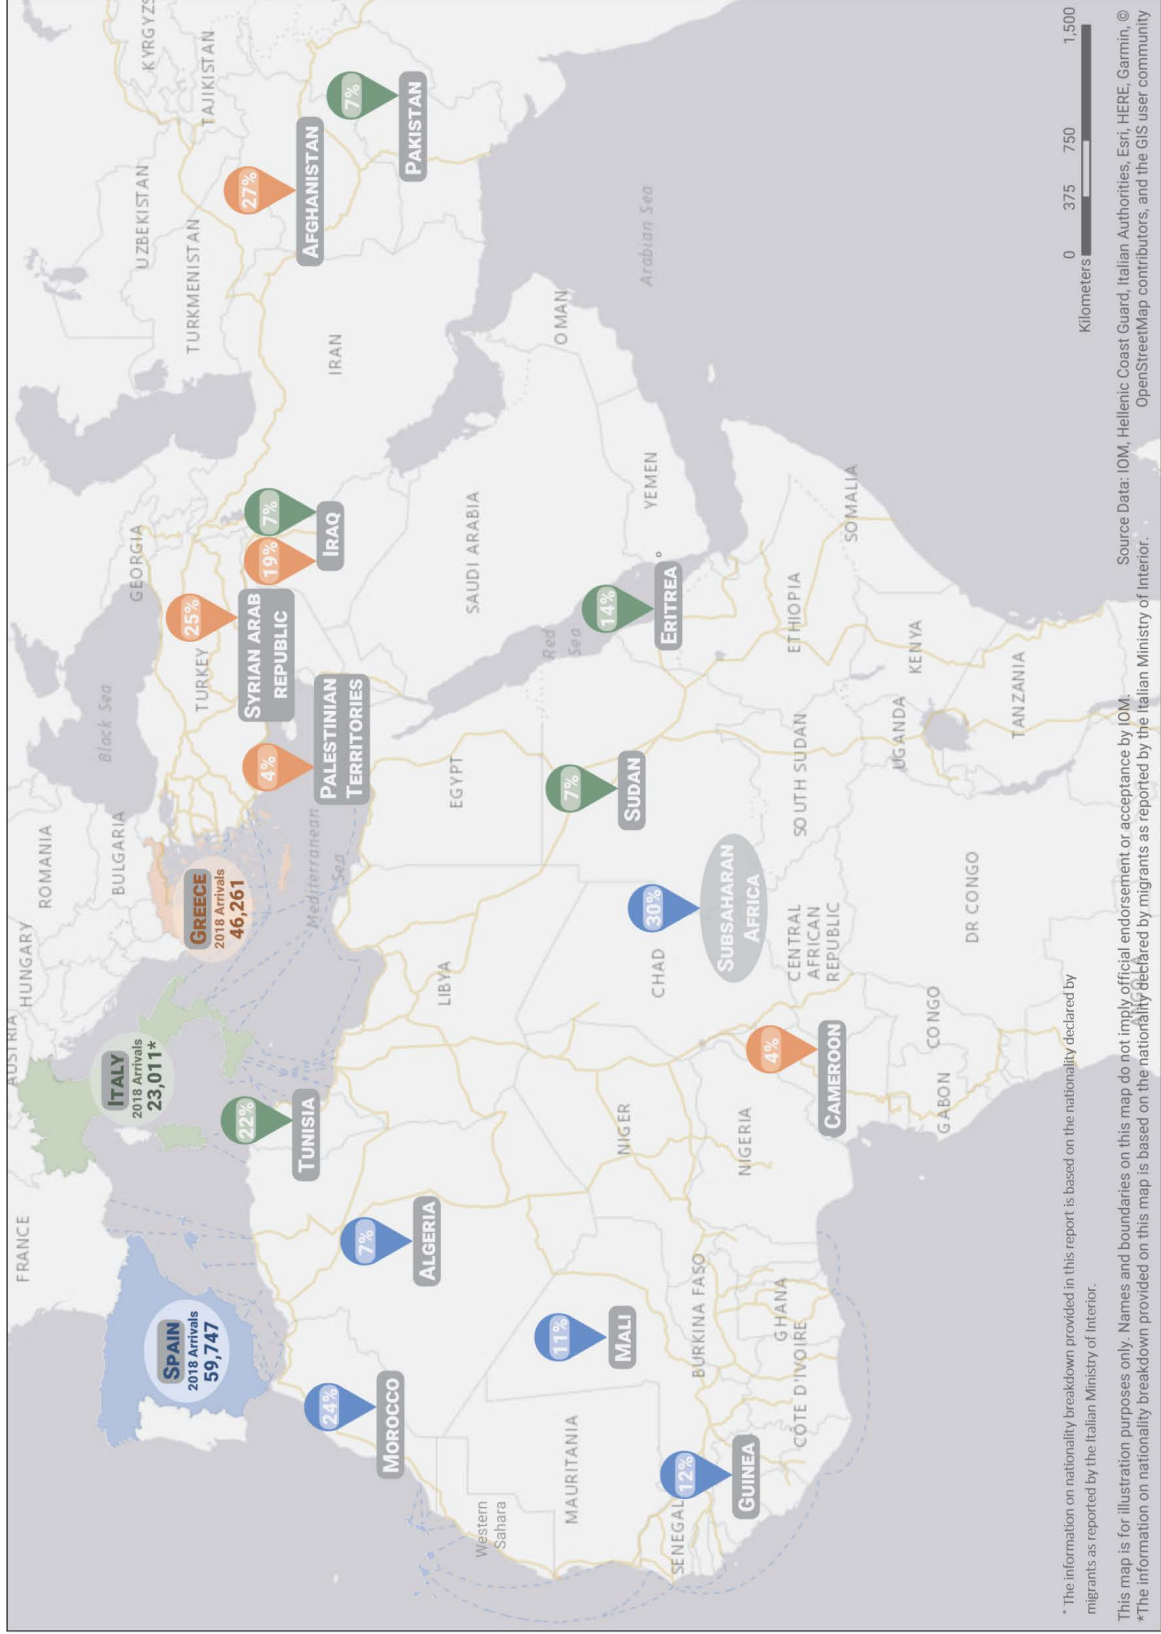 AUSTRIA
HUNGARY
ROMANIA
FRANCE
BULGARIA
Black Sea
GEORGIA
UZBEKISTAN
KYRGYZS
TAJIKISTAN
TURKMENISTAN
TURKEY
SPAIN
2018 Arrivals
59,747
ITALY
2018 Arrivals
23,011*
GREECE
2018 Arrivals
46,261
25%
SYRIAN ARAB
REPUBLIC
19%
7%
IRAQ
27%
AFGHANISTAN
7%
PAKISTAN
IRAN
4%
PALESTINIAN
TERRITORIES
Mediterranean
Sea
22%
TUNISIA
24%
MOROCCO
7%
ALGERIA
LIBYA
EGYPT
SAUDI ARABIA
OMAN
Western
Sahara
MAURITANIA
11%
MALI
NIGER
CHAD
30%
SUBSAHARAN
AFRICA
7%
SUDAN
Red
Sea
14%
ERITREA
YEMEN
Arabian Sea
SENEGAL
12%
GUINEA
BURKINA FASO
CÔTE D'IVOIRE
GHANA
NIGERIA
4%
CAMEROON
CENTRAL
AFRICAN
REPUBLIC
SOUTH SUDAN
ETHIOPIA
SOMALIA
GABON
CONGO
DR CONGO
UGANDA
KENYA
TANZANIA
ANGOLA
0 375 750 1,500
Kilometers
* The information on nationality breakdown provided in this report is based on the nationality declared by
migrants as reported by the Italian Ministry of Interior.
Source Data: IOM, Hellenic Coast Guard, Italian Authorities, Esri, HERE, Garmin, ©
OpenStreetMap contributors, and the GIS user community
This map is for illustration purposes only. Names and boundaries on this map do not imply official endorsement or acceptance by IOM.
*The information on nationality breakdown provided on this map is based on the nationality declared by migrants as reported by the Italian Ministry of Interior.